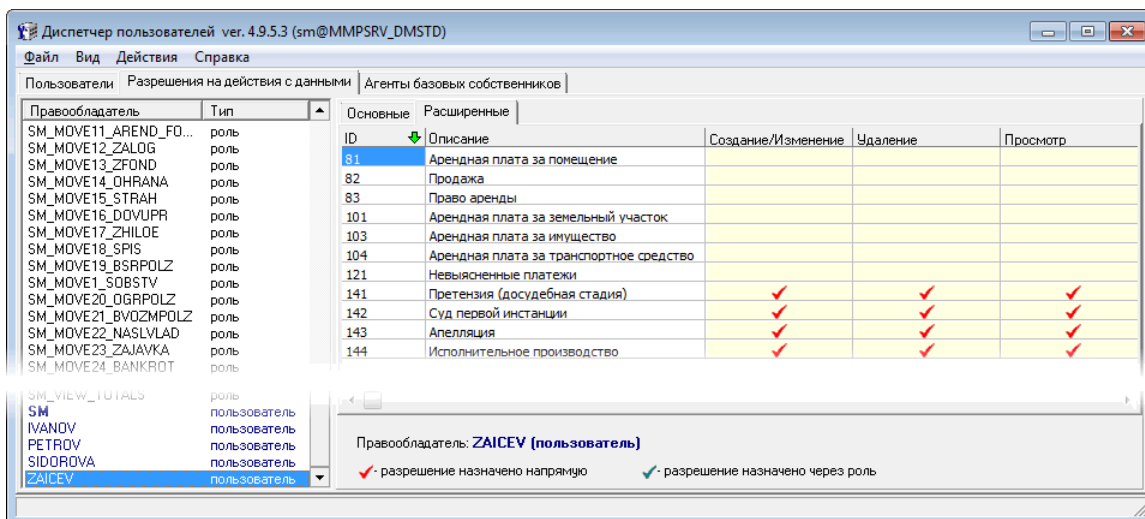 Диспетчер пользователей ver. 4.9.5.3 (sm@MMPSRV_DMSTD)
Файл Вид Действия Справка
Пользователи Разрешения на действия с данными Агенты базовых собственников
Правообладатель Тип
SM_MOVE11_AREND_FO... роль
SM_MOVE12_ZALOG роль
SM_MOVE13_ZFOND роль
SM_MOVE14_OHRANA роль
SM_MOVE15_STRAH роль
SM_MOVE16_DOVUPR роль
SM_MOVE17_ZHILOE роль
SM_MOVE18_SPIS роль
SM_MOVE19_BSRPOLZ роль
SM_MOVE1_SOBSTV роль
SM_MOVE20_OGRPOLZ роль
SM_MOVE21_BVOZMPOLZ роль
SM_MOVE22_NASLVLAD роль
SM_MOVE23_ZAJAVKA роль
SM_MOVE24_BANKROT роль
SM_VIEW_TOTALS роль
SM пользователь
IVANOV пользователь
PETROV пользователь
SIDOROVA пользователь
ZAICEV пользователь
Основные Расширенные
ID Описание Создание/Изменение Удаление Просмотр
81 Арендная плата за помещение
82 Продажа
83 Право аренды
101 Арендная плата за земельный участок
103 Арендная плата за имущество
104 Арендная плата за транспортное средство
121 Невыясненные платежи
141 Претензия (досудебная стадия)
142 Суд первой инстанции
143 Апелляция
144 Исполнительное производство
Правообладатель: ZAICEV (пользователь)
- разрешение назначено напрямую - разрешение назначено через роль